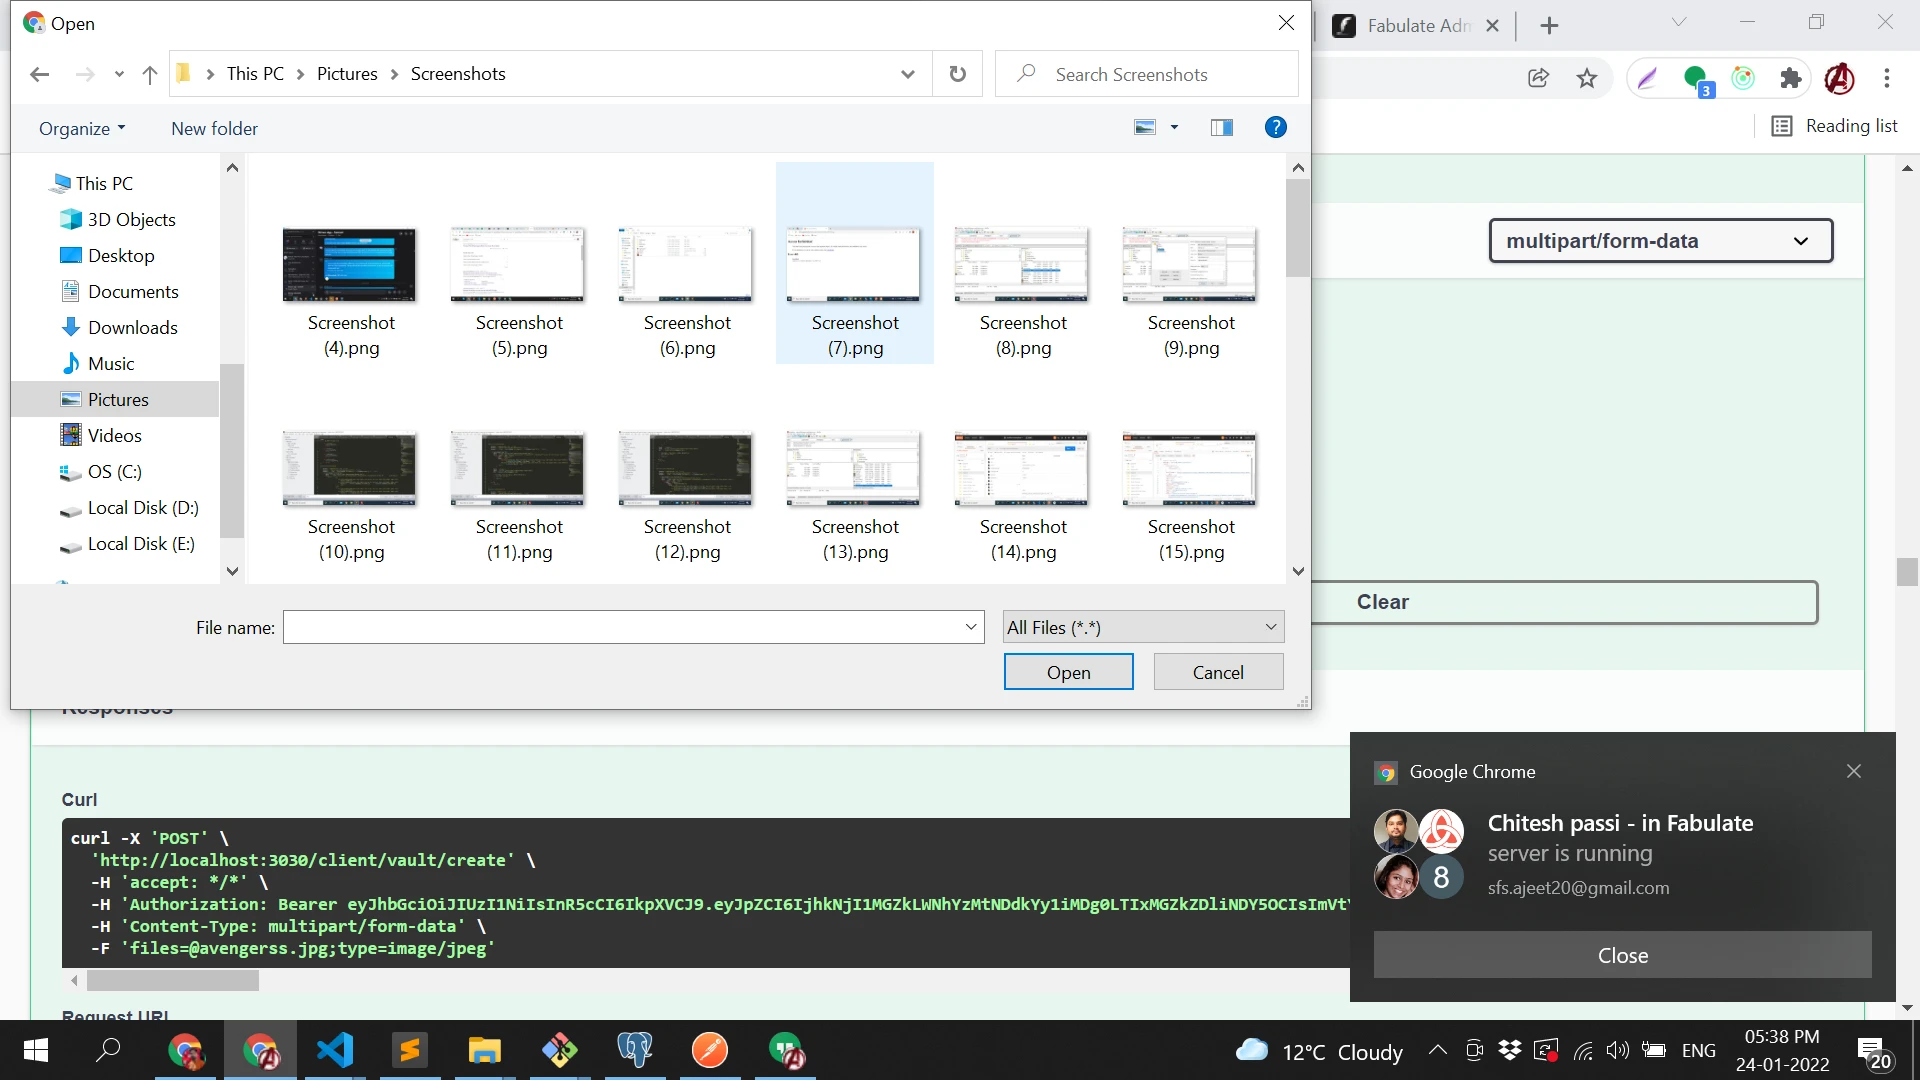 Open
Fabulate Adm
This PC
Pictures
Screenshots
Search Screenshots
3
Organize
New folder
?
Reading list
This PC
3D Objects
Desktop
Documents
Downloads
Music
Pictures
Videos
OS (C:)
Local Disk (D:)
Local Disk (E:)
Screenshot
(4).png
Screenshot
(5).png
Screenshot
(6).png
Screenshot
(7).png
Screenshot
(8).png
Screenshot
(9).png
Screenshot
(10).png
Screenshot
(11).png
Screenshot
(12).png
Screenshot
(13).png
Screenshot
(14).png
Screenshot
(15).png
multipart/form-data
Clear
File name:
All Files (*.*)
Open
Cancel
Responses
Curl
curl -X 'POST' \
'http://localhost:3030/client/vault/create' \
-H 'accept: */*' \
-H 'Authorization: Bearer eyJhbGciOiJIUzI1NiIsInR5cCI6IkpXVCJ9.eyJpZCI6IjhkNjI1MGZkLWNhYzMtNDdkYy1iMDg0LTIxMGZkZDliNDY5OCIsImVtY
-H 'Content-Type: multipart/form-data' \
-F 'files=@avengerss.jpg;type=image/jpeg'
Request URL
Google Chrome
Chitesh passi - in Fabulate
server is running
8
sfs.ajeet20@gmail.com
Close
12°C Cloudy
ENG
05:38 PM
24-01-2022
20